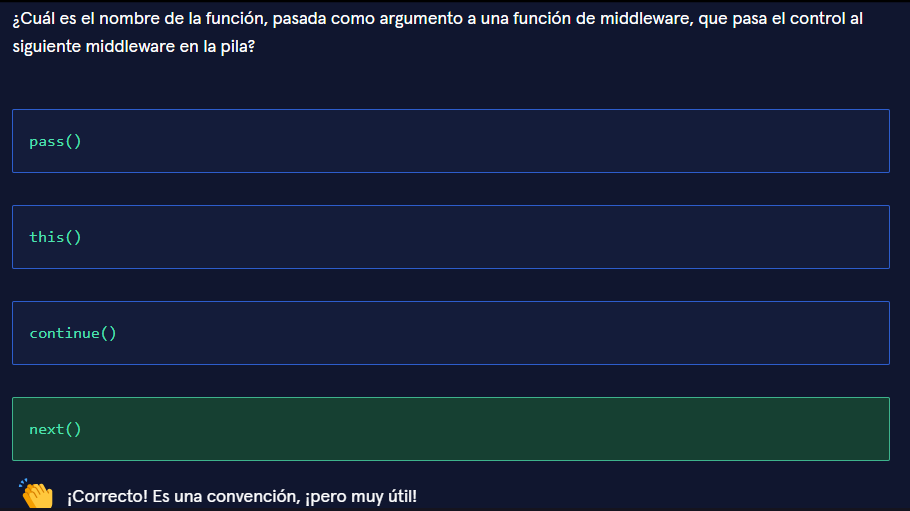 ¿Cuál es el nombre de la función, pasada como argumento a una función de middleware, que pasa el control al
siguiente middleware en la pila?
pass()
this()
continue()
next()
¡Correcto! Es una convención, ¡pero muy útil!